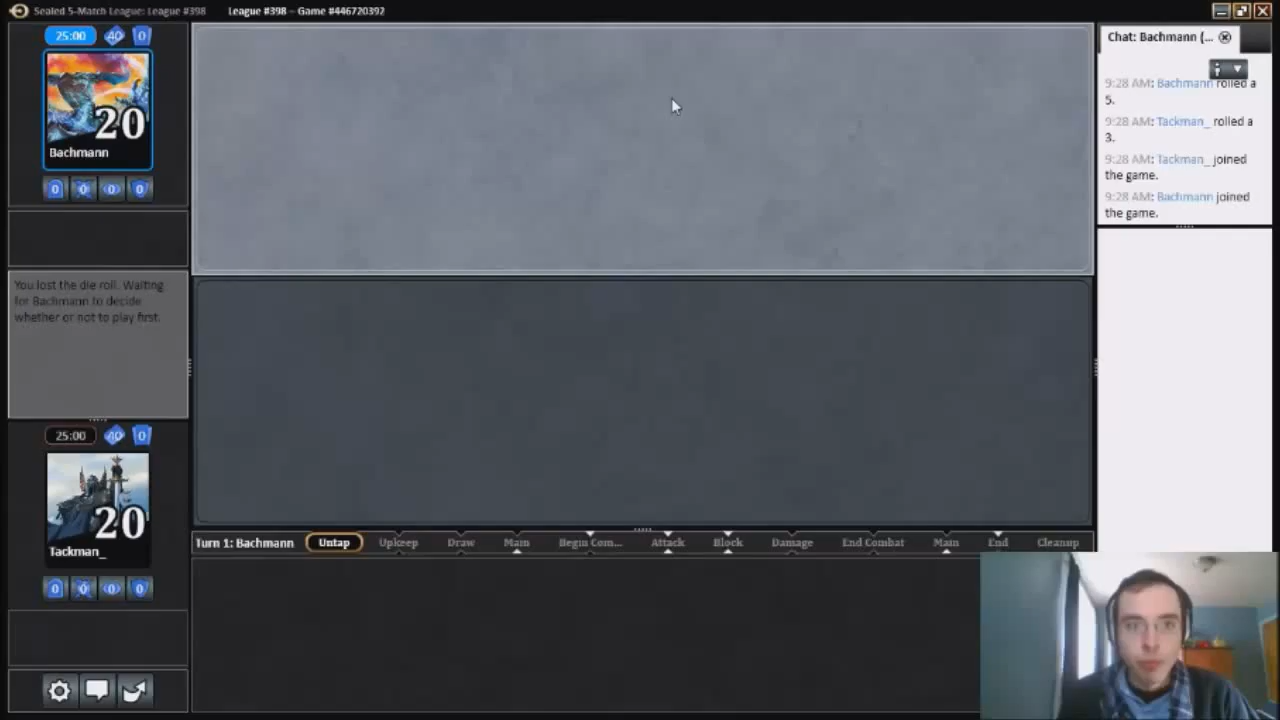 Sealed 5-Match League: League #398
League #398 – Game #446720392
25:00
40
0
20
Bachmann
0
0
0
0
You lost the die roll. Waiting
for Bachmann to decide
whether or not to play first.
25:00
40
0
20
Tackman_
0
0
0
0
Turn 1: Bachmann
Untap
Upkeep
Draw
Main
Begin Com...
Attack
Block
Damage
End Combat
Main
End
Cleanup
Chat: Bachmann (...
9:28 AM: Bachmann rolled a
5.
9:28 AM: Tackman_ rolled a
3.
9:28 AM: Tackman_ joined
the game.
9:28 AM: Bachmann joined
the game.